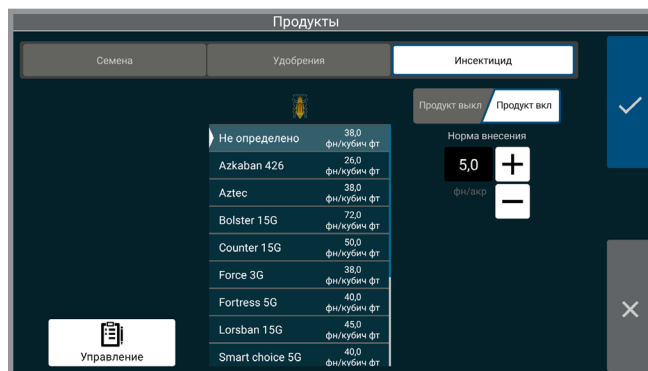 Продукты
Семена
Удобрения
Инсектицид
Продукт выкл
Продукт вкл
Не определено
38,0
фн/кубич фт
Azkaban 426
26,0
фн/кубич фт
Aztec
38,0
фн/кубич фт
Bolster 15G
72,0
фн/кубич фт
Counter 15G
50,0
фн/кубич фт
Force 3G
38,0
фн/кубич фт
Fortress 5G
40,0
фн/кубич фт
Lorsban 15G
45,0
фн/кубич фт
Smart choice 5G
40,0
фн/кубич фт
Норма внесения
5,0
фн/акр
Управление